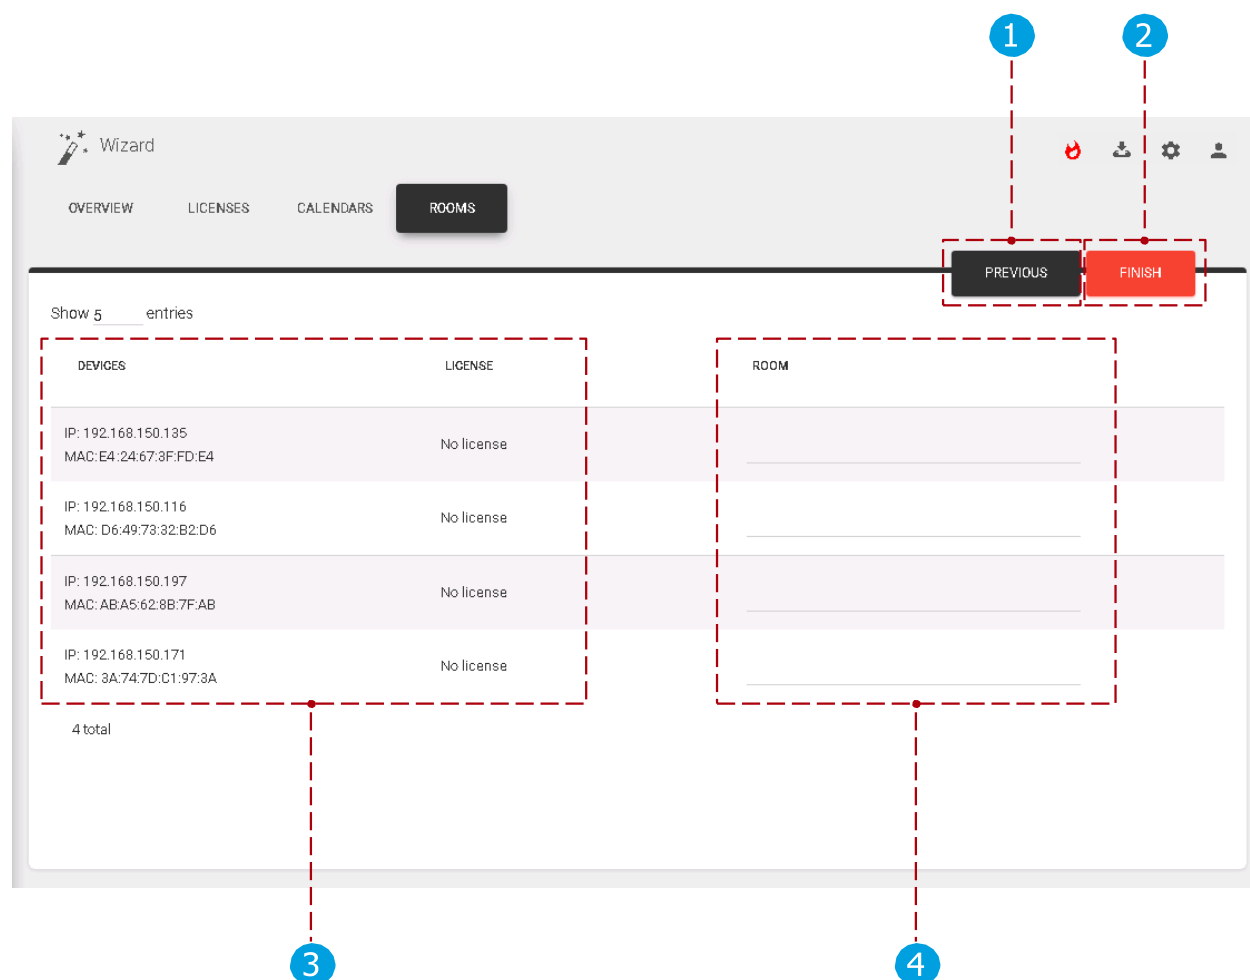 1 2
Wizard
OVERVIEW LICENSES CALENDARS ROOMS
PREVIOUS FINISH
Show 5 entries
DEVICES LICENSE ROOM
IP: 192.168.150.135
MAC:E4:24:67:3F:FD:E4
No license
IP: 192.168.150.116
MAC: D6:49:73:32:B2:D6
No license
IP: 192.168.150.197
MAC: AB:A5:62:8B:7F:AB
No license
IP: 192.168.150.171
MAC: 3A:74:7D:C1:97:3A
No license
4 total
3 4